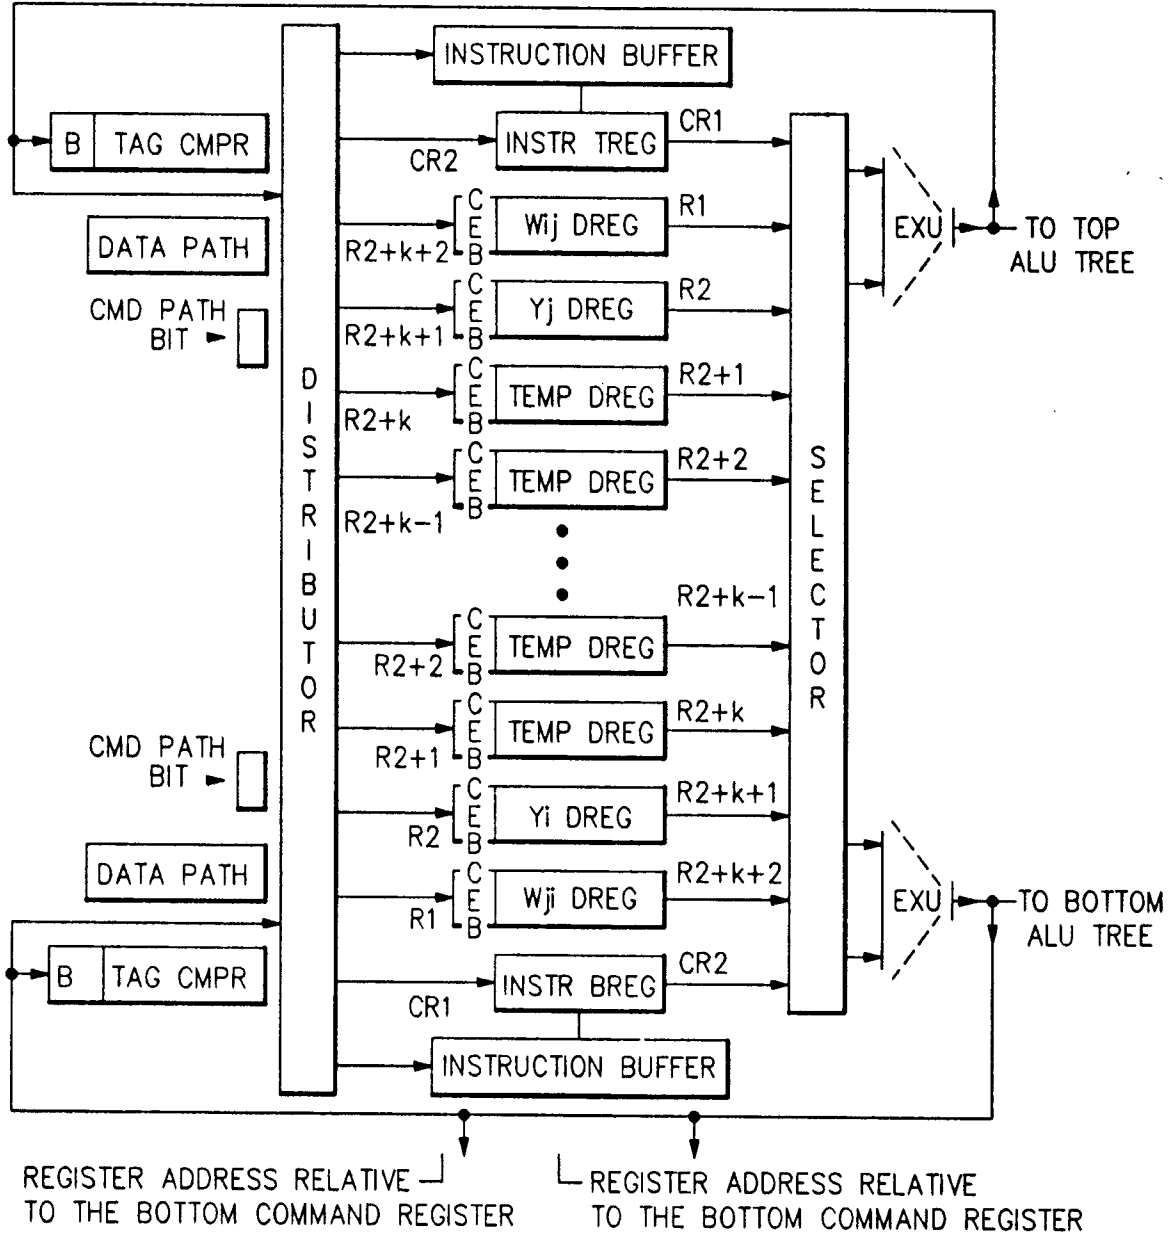 INSTRUCTION BUFFER
B TAG CMPR
CR2
INSTR TREG
CR1
DATA PATH
R2+k+2
C
E
B
Wij DREG
R1
EXU
TO TOP
ALU TREE
CMD PATH
BIT
R2+k+1
C
E
B
Yj DREG
R2
R2+k
C
E
B
TEMP DREG
R2+1
R2+k-1
C
E
B
TEMP DREG
R2+2
DISTRIBUTOR
SELECTOR
R2+2
C
E
B
TEMP DREG
R2+k-1
R2+1
C
E
B
TEMP DREG
R2+k
CMD PATH
BIT
R2
C
E
B
Yi DREG
R2+k+1
DATA PATH
R1
C
E
B
Wji DREG
R2+k+2
EXU
TO BOTTOM
ALU TREE
B TAG CMPR
CR1
INSTR BREG
CR2
INSTRUCTION BUFFER
REGISTER ADDRESS RELATIVE
TO THE BOTTOM COMMAND REGISTER
REGISTER ADDRESS RELATIVE
TO THE BOTTOM COMMAND REGISTER